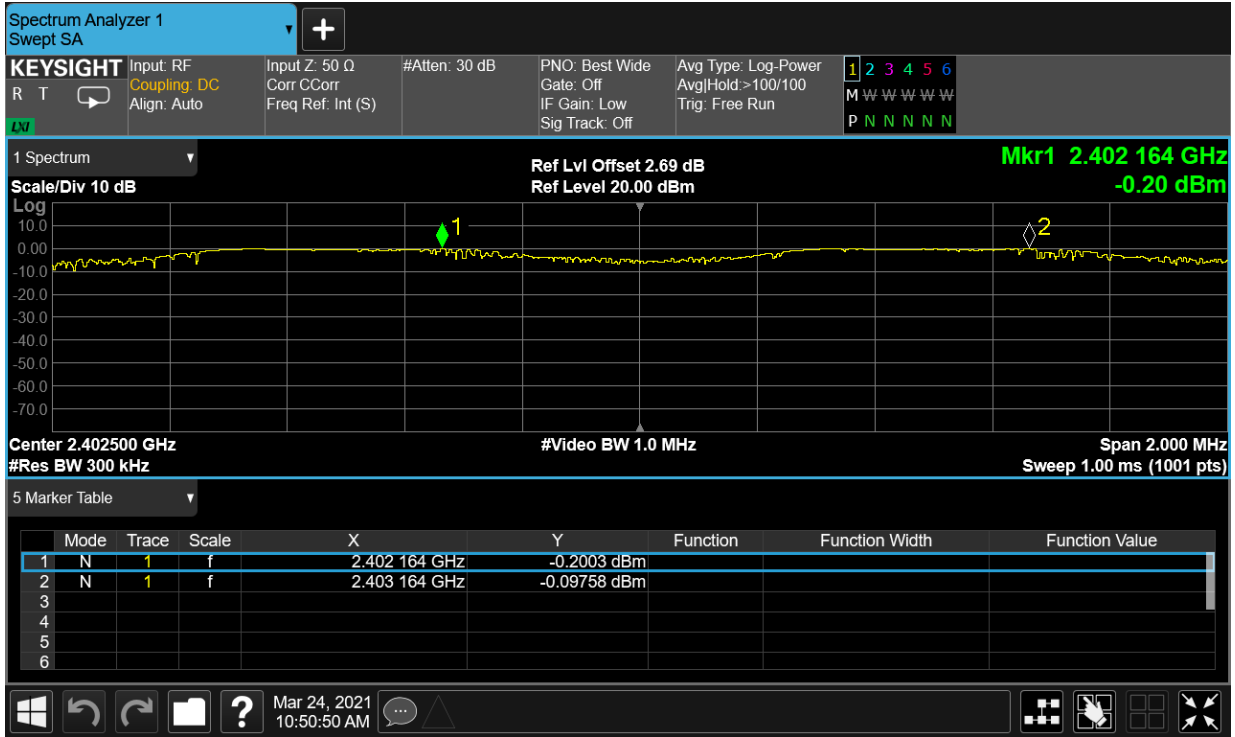 Spectrum Analyzer 1
Swept SA
KEYSIGHT Input: RF Input Z: 50 Ω #Atten: 30 dB PNO: Best Wide Avg Type: Log-Power 1 2 3 4 5 6
R T Coupling: DC Corr CCorr Gate: Off Avg|Hold:>100/100 M W W W W W
Align: Auto Freq Ref: Int (S) IF Gain: Low Trig: Free Run
LXI Sig Track: Off P N N N N N
1 Spectrum Ref Lvl Offset 2.69 dB Mkr1 2.402 164 GHz
Scale/Div 10 dB Ref Level 20.00 dBm -0.20 dBm
Log
10.0 1 2
0.00
-10.0
-20.0
-30.0
-40.0
-50.0
-60.0
-70.0
Center 2.402500 GHz #Video BW 1.0 MHz Span 2.000 MHz
#Res BW 300 kHz Sweep 1.00 ms (1001 pts)
5 Marker Table
Mode Trace Scale X Y Function Function Width Function Value
1 N 1 f 2.402 164 GHz -0.2003 dBm
2 N 1 f 2.403 164 GHz -0.09758 dBm
3
4
5
6
? Mar 24, 2021
10:50:50 AM